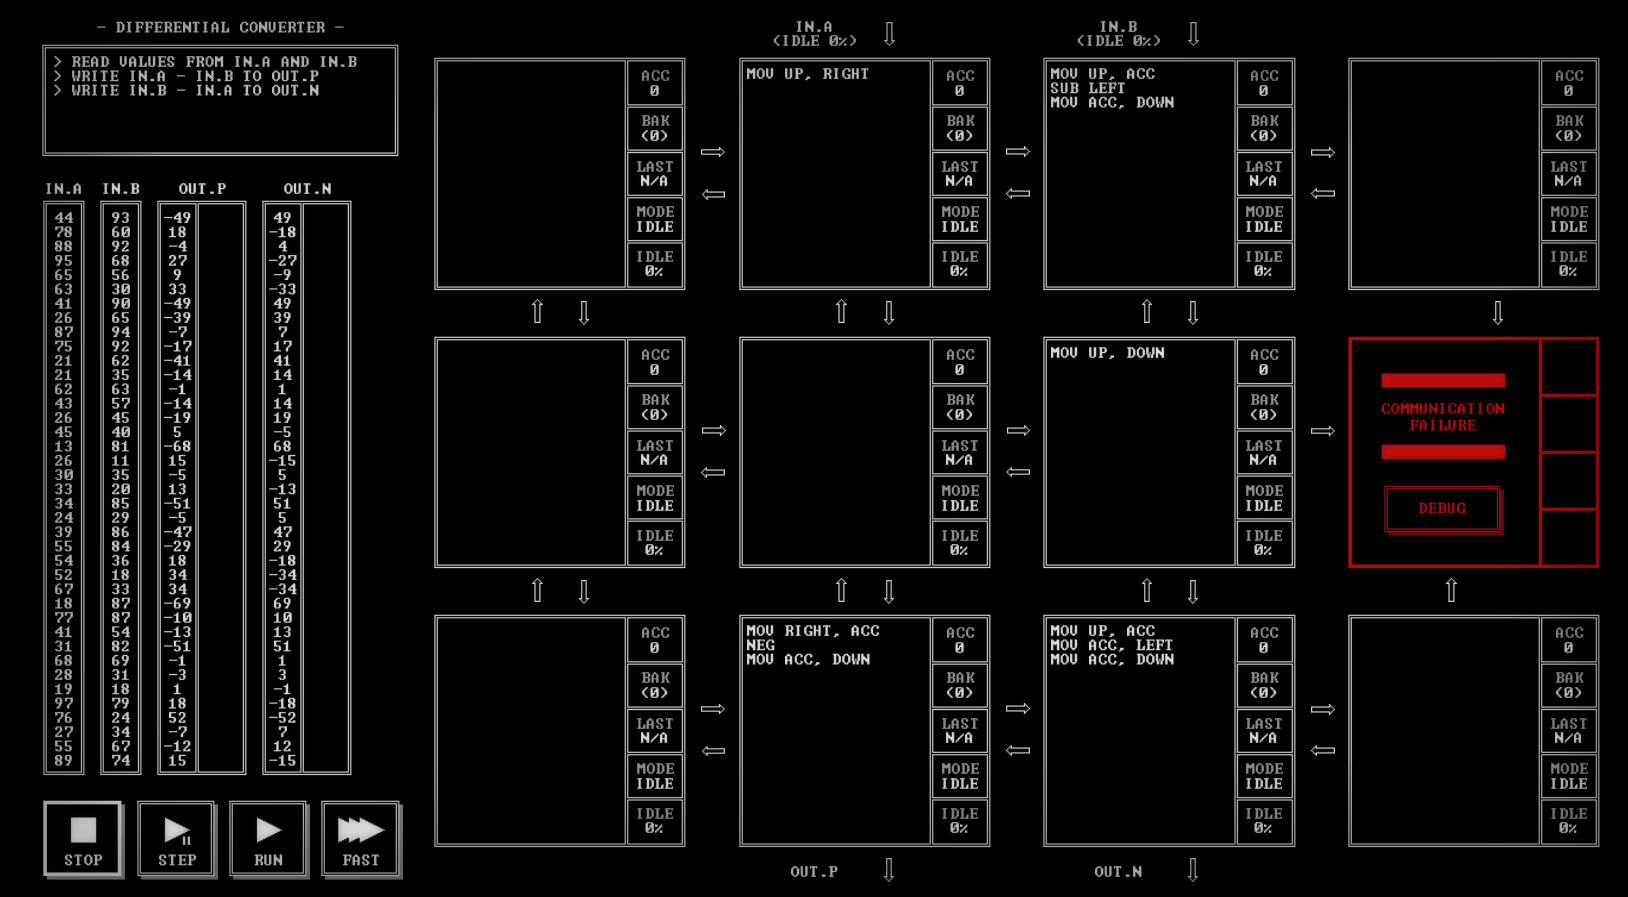 - DIFFERENTIAL CONVERTER -
> READ VALUES FROM IN.A AND IN.B
> WRITE IN.A - IN.B TO OUT.P
> WRITE IN.B - IN.A TO OUT.N
IN.A IN.B OUT.P OUT.N
44 93 -49 49
78 60 18 -18
88 92 -4 4
95 68 27 -27
65 56 9 -9
63 30 33 -33
41 90 -49 49
26 65 -39 39
87 94 -7 7
75 92 -17 17
21 62 -41 41
21 35 -14 14
62 63 -1 1
43 57 -14 14
26 45 -19 19
45 40 5 -5
13 81 -68 68
26 11 15 -15
30 35 -5 5
33 20 13 -13
34 85 -51 51
24 29 -5 5
39 86 -47 47
55 84 -29 29
54 36 18 -18
52 18 34 -34
67 33 34 -34
18 87 -69 69
77 87 -10 10
41 54 -13 13
31 82 -51 51
68 69 -1 1
28 31 -3 3
19 18 1 -1
97 79 18 -18
76 24 52 -52
27 34 -7 7
55 67 -12 12
89 74 15 -15
STOP STEP RUN FAST
IN.A
(IDLE 0%)
IN.B
(IDLE 0%)
ACC
0
BAK
(0)
LAST
N/A
MODE
IDLE
IDLE
0%
MOV UP, RIGHT
ACC
0
BAK
(0)
LAST
N/A
MODE
IDLE
IDLE
0%
MOV UP, ACC
SUB LEFT
MOV ACC, DOWN
ACC
0
BAK
(0)
LAST
N/A
MODE
IDLE
IDLE
0%
ACC
0
BAK
(0)
LAST
N/A
MODE
IDLE
IDLE
0%
ACC
0
BAK
(0)
LAST
N/A
MODE
IDLE
IDLE
0%
ACC
0
BAK
(0)
LAST
N/A
MODE
IDLE
IDLE
0%
MOV UP, DOWN
ACC
0
BAK
(0)
LAST
N/A
MODE
IDLE
IDLE
0%
COMMUNICATION
FAILURE
DEBUG
ACC
0
BAK
(0)
LAST
N/A
MODE
IDLE
IDLE
0%
MOV RIGHT, ACC
NEG
MOV ACC, DOWN
ACC
0
BAK
(0)
LAST
N/A
MODE
IDLE
IDLE
0%
MOV UP, ACC
MOV ACC, LEFT
MOV ACC, DOWN
ACC
0
BAK
(0)
LAST
N/A
MODE
IDLE
IDLE
0%
ACC
0
BAK
(0)
LAST
N/A
MODE
IDLE
IDLE
0%
OUT.P
OUT.N